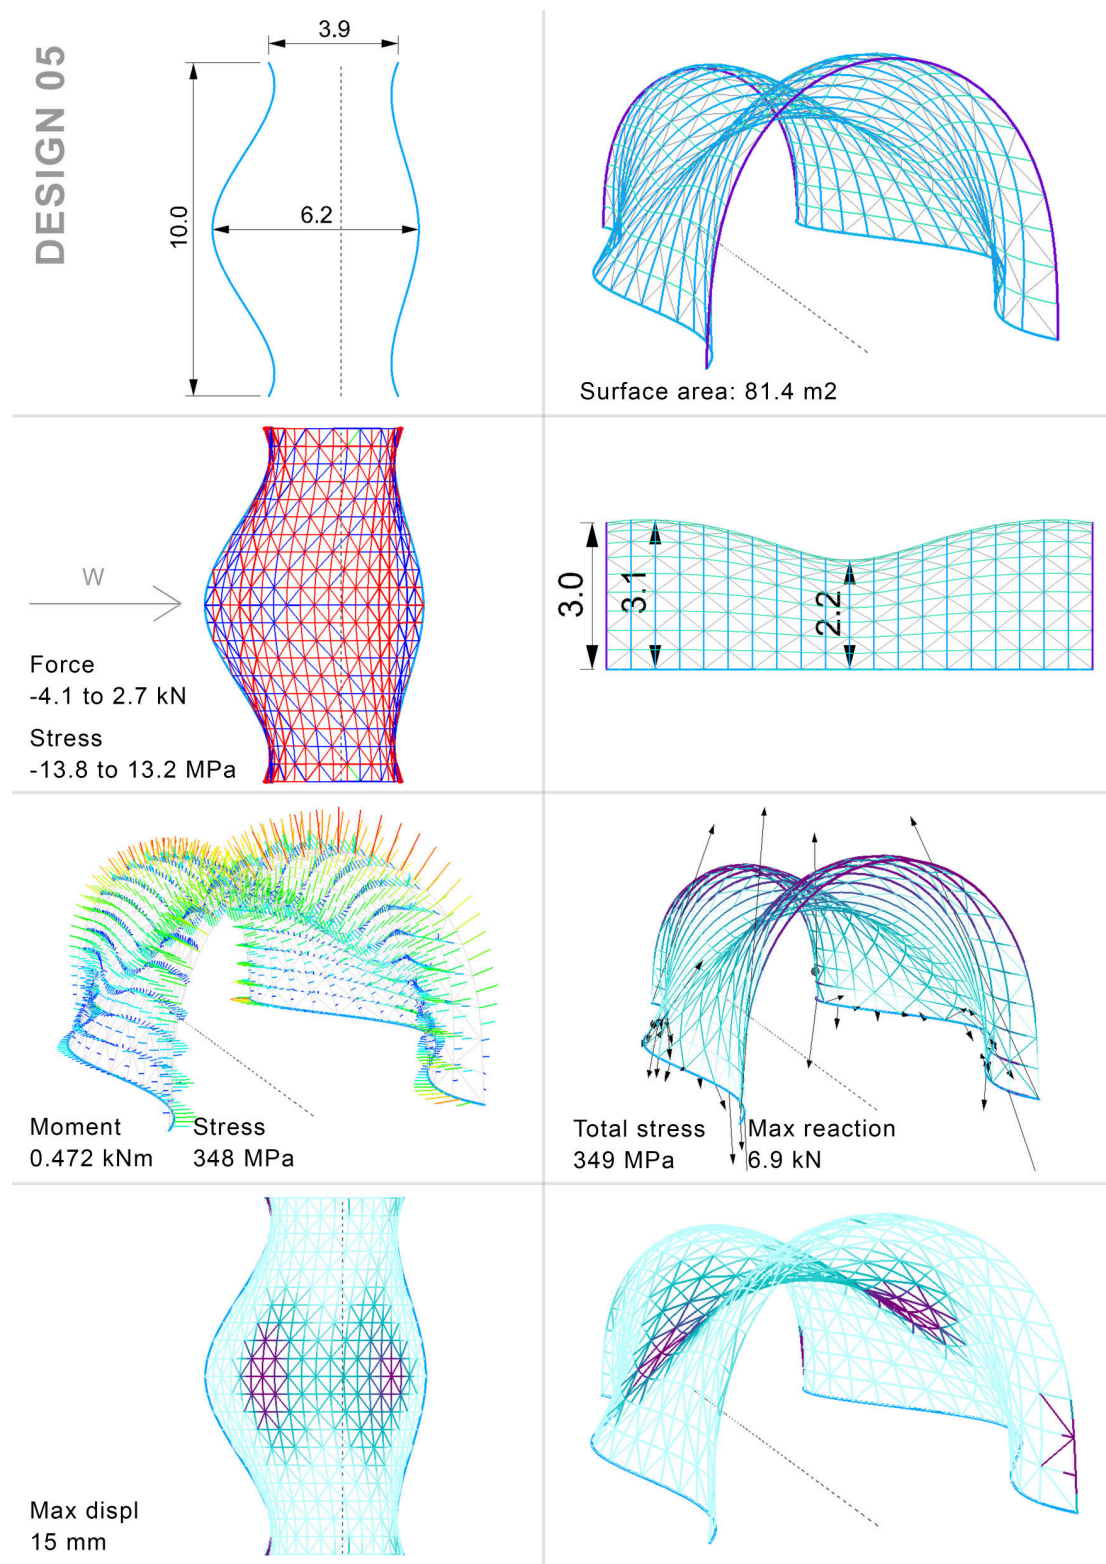 DESIGN 05
3.9
10.0
6.2
Surface area: 81.4 m2
W
Force
-4.1 to 2.7 kN
Stress
-13.8 to 13.2 MPa
3.0
3.1
2.2
Moment
0.472 kNm
Stress
348 MPa
Total stress
349 MPa
Max reaction
6.9 kN
Max displ
15 mm